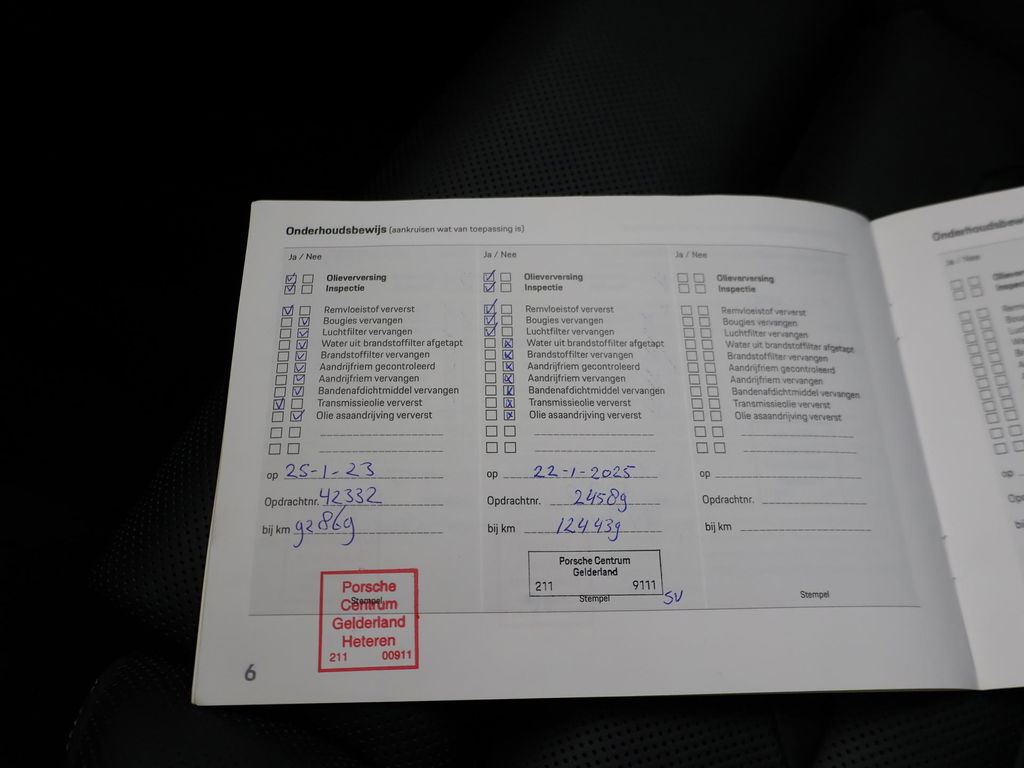 Onderhoudsbewijs (aankruisen wat van toepassing is)
Ja / Nee
Olieverversing
Inspectie
Remvloeistof ververst
Bougies vervangen
Luchtfilter vervangen
Water uit brandstoffilter afgetapt
Brandstoffilter vervangen
Aandrijfriem gecontroleerd
Aandrijfriem vervangen
Bandenafdichtmiddel vervangen
Transmissieolie ververst
Olie asaandrijving ververst
op 25-1-23
Opdrachtnr. 42332
bij km 92869
Stempel
Porsche
Centrum
Gelderland
Heteren
211 00911
6
Ja / Nee
Olieverversing
Inspectie
Remvloeistof ververst
Bougies vervangen
Luchtfilter vervangen
Water uit brandstoffilter afgetapt
Brandstoffilter vervangen
Aandrijfriem gecontroleerd
Aandrijfriem vervangen
Bandenafdichtmiddel vervangen
Transmissieolie ververst
Olie asaandrijving ververst
op 22-1-2025
Opdrachtnr. 24589
bij km 124439
Porsche Centrum
Gelderland
211 9111
Stempel SV
Ja / Nee
Olieverversing
Inspectie
Remvloeistof ververst
Bougies vervangen
Luchtfilter vervangen
Water uit brandstoffilter afgetapt
Brandstoffilter vervangen
Aandrijfriem gecontroleerd
Aandrijfriem vervangen
Bandenafdichtmiddel vervangen
Transmissieolie ververst
Olie asaandrijving ververst
op
Opdrachtnr.
bij km
Stempel
Ja / Nee
op